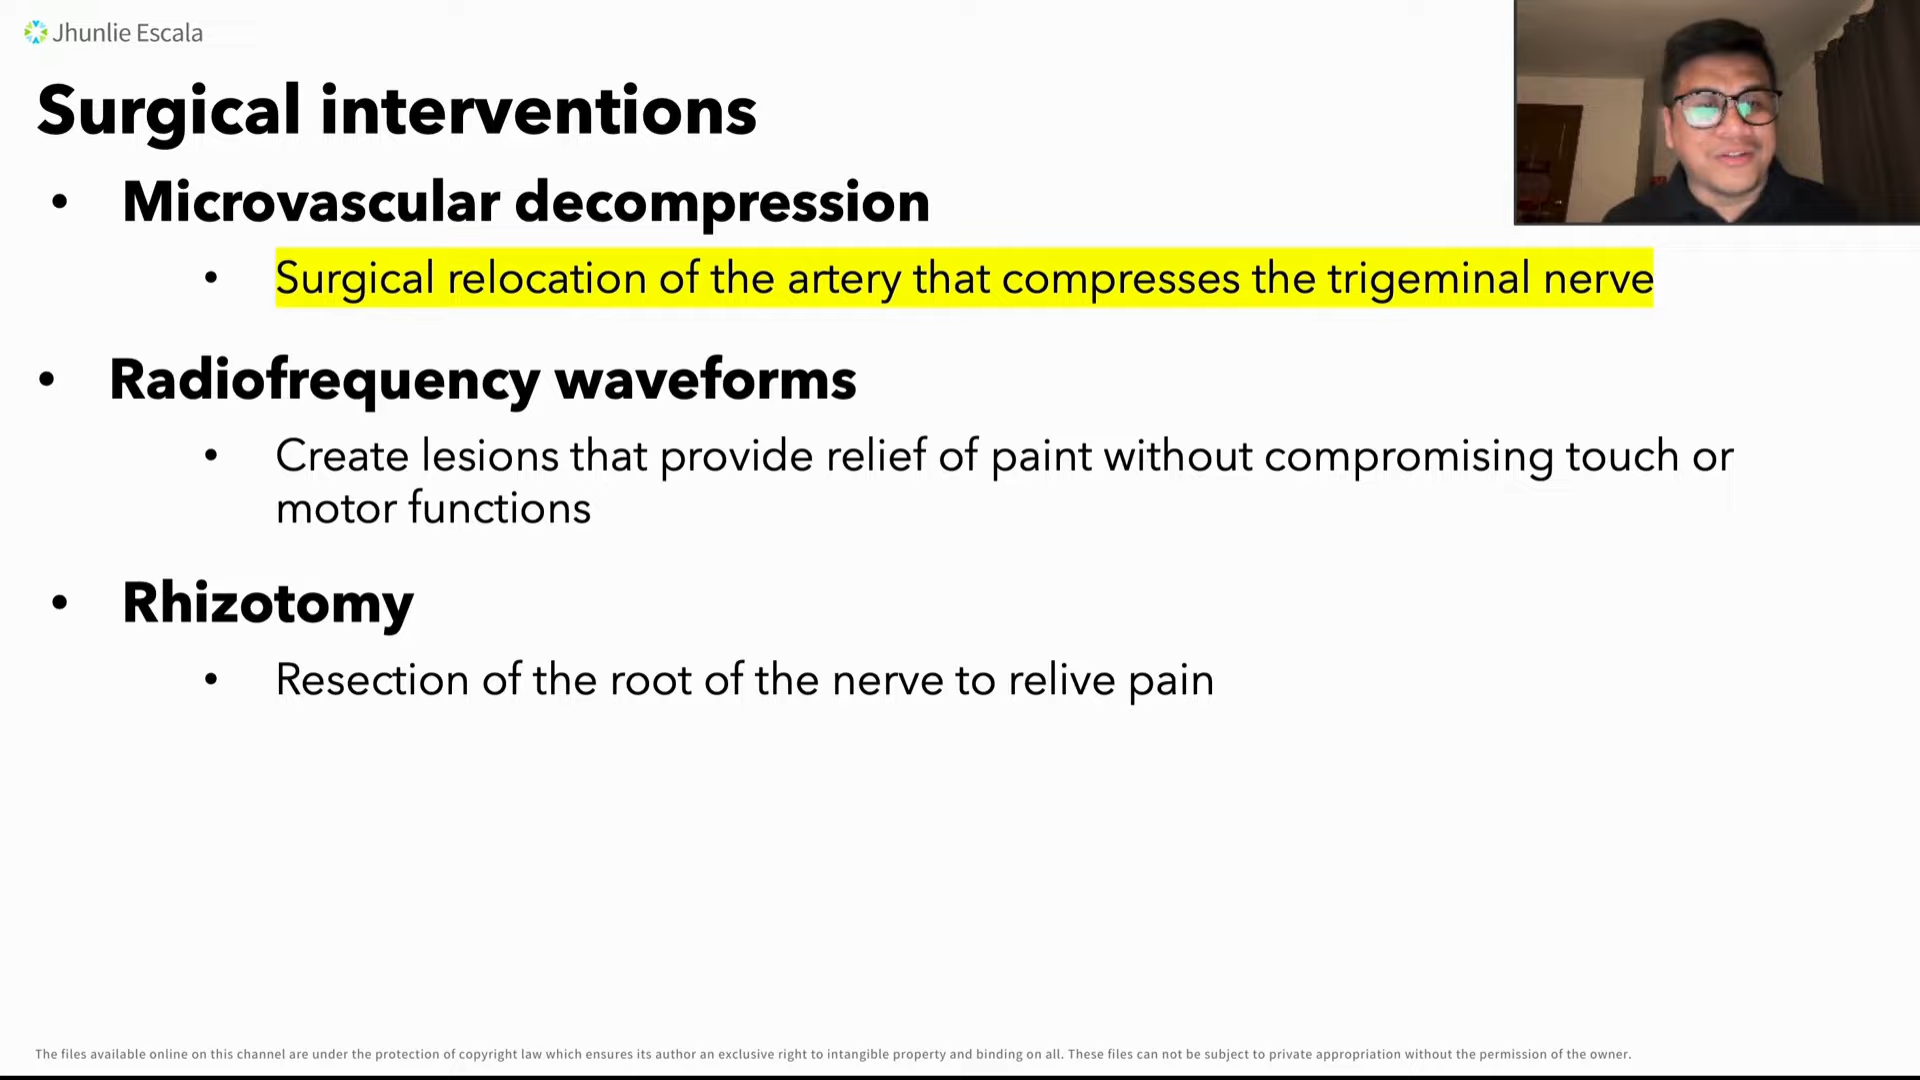 Jhunlie Escala
Surgical interventions
• Microvascular decompression
• Surgical relocation of the artery that compresses the trigeminal nerve
• Radiofrequency waveforms
• Create lesions that provide relief of paint without compromising touch or
motor functions
• Rhizotomy
• Resection of the root of the nerve to relive pain
The files available online on this channel are under the protection of copyright law which ensures its author an exclusive right to intangible property and binding on all. These files can not be subject to private appropriation without the permission of the owner.